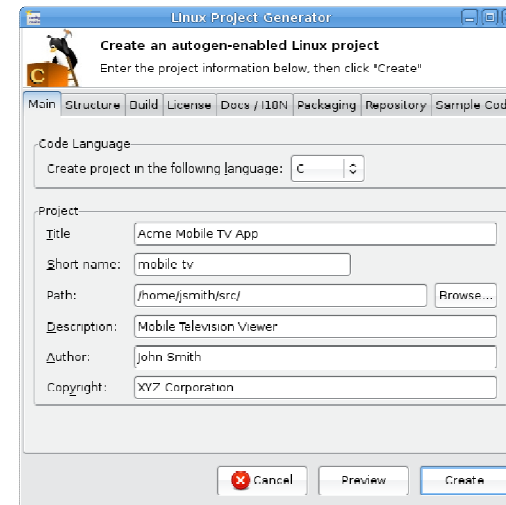 Linux Project Generator
Create an autogen-enabled Linux project
Enter the project information below, then click "Create"
C
Main Structure Build License Docs / I18N Packaging Repository Sample Cod
Code Language
Create project in the following language: C
Project
Title Acme Mobile TV App
Short name: mobile tv
Path: /home/jsmith/src/ Browse...
Description: Mobile Television Viewer
Author: John Smith
Copyright: XYZ Corporation
Cancel Preview Create